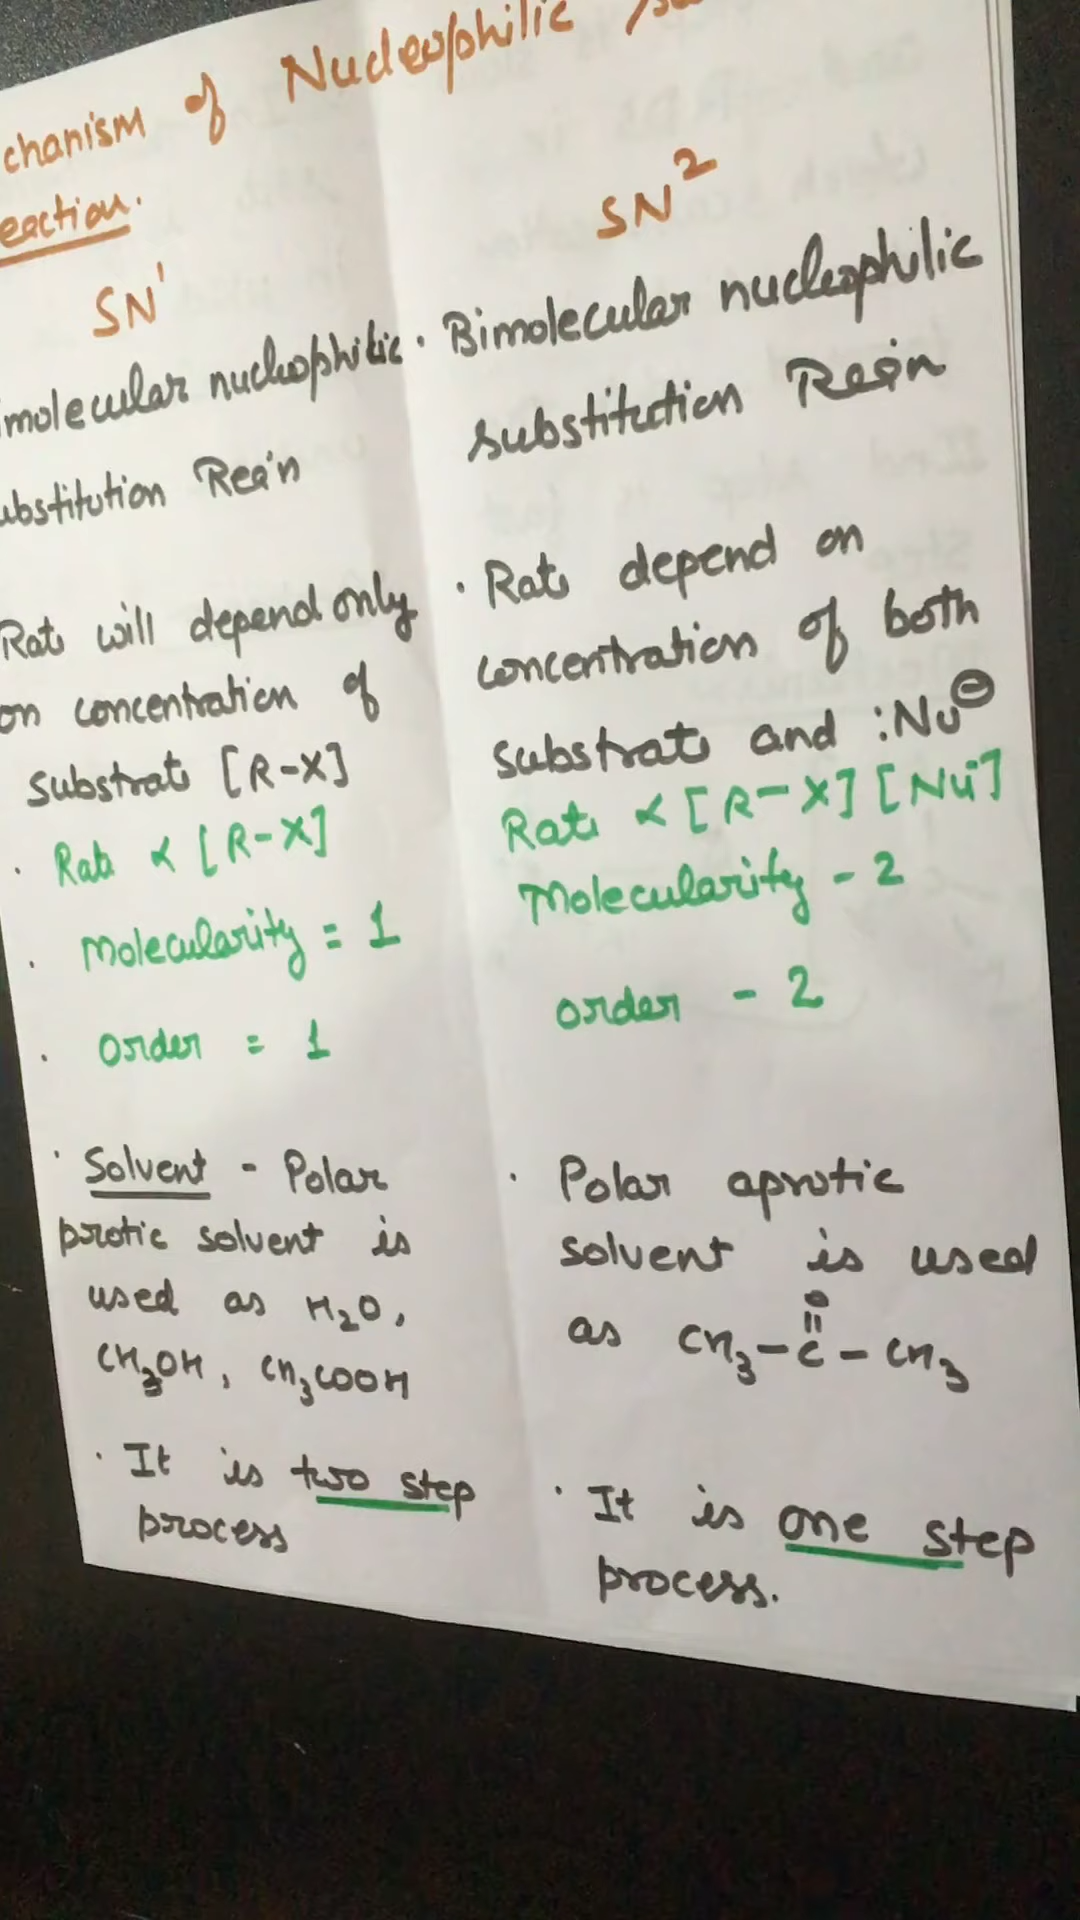 chanism of Nucleophilic
eaction.
SN¹
imolecular nucleophilic
ubstitution Reaⁿn
Rate will depend only
on concentration of
substrate [R-X]
· Rate ∝ [R-X]
· Molecularity = 1
· Order = 1
· Solvent - Polar
protic solvent is
used as H₂O,
CH₃OH, CH₃COOH
· It is two step
process
SN²
· Bimolecular nucleophilic
substitution Reaⁿn
· Rate depend on
concentration of both
substrate and :Nu⊖
Rate ∝ [R-X] [Nu⁻]
Molecularity - 2
order - 2
· Polar aprotic
solvent is used
O
||
as CH₃-C-CH₃
· It is one step
process.